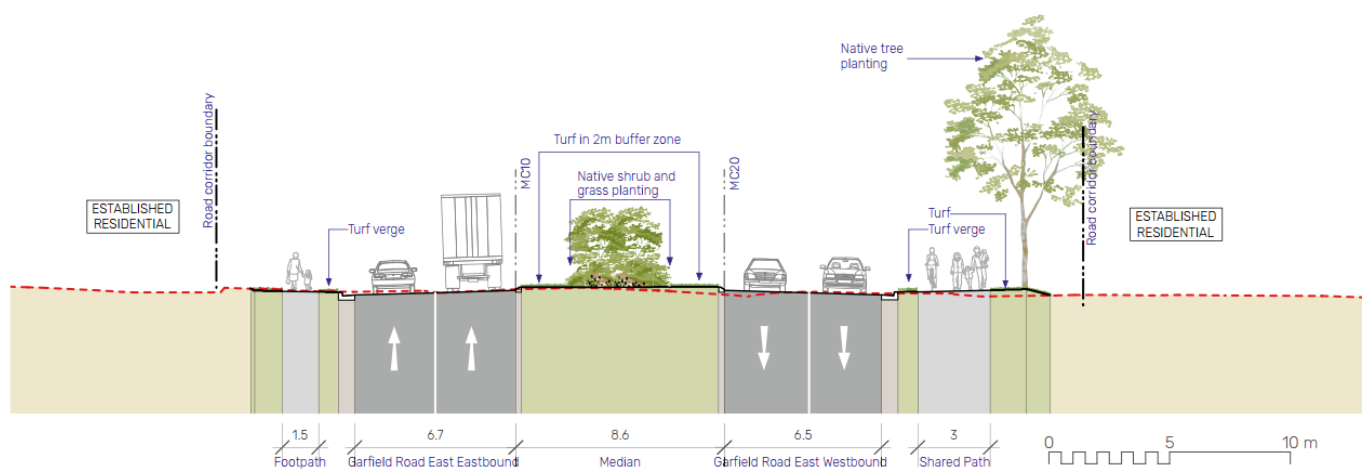 Native tree
planting
Road corridor boundary
Turf in 2m buffer zone
MC10
MC20
Road corridor boundary
Native shrub and
grass planting
ESTABLISHED
RESIDENTIAL
Turf verge
Turf
Turf verge
ESTABLISHED
RESIDENTIAL
1.5
6.7
8.6
6.5
3
0
5
10 m
Footpath
Garfield Road East Eastbound
Median
Garfield Road East Westbound
Shared Path